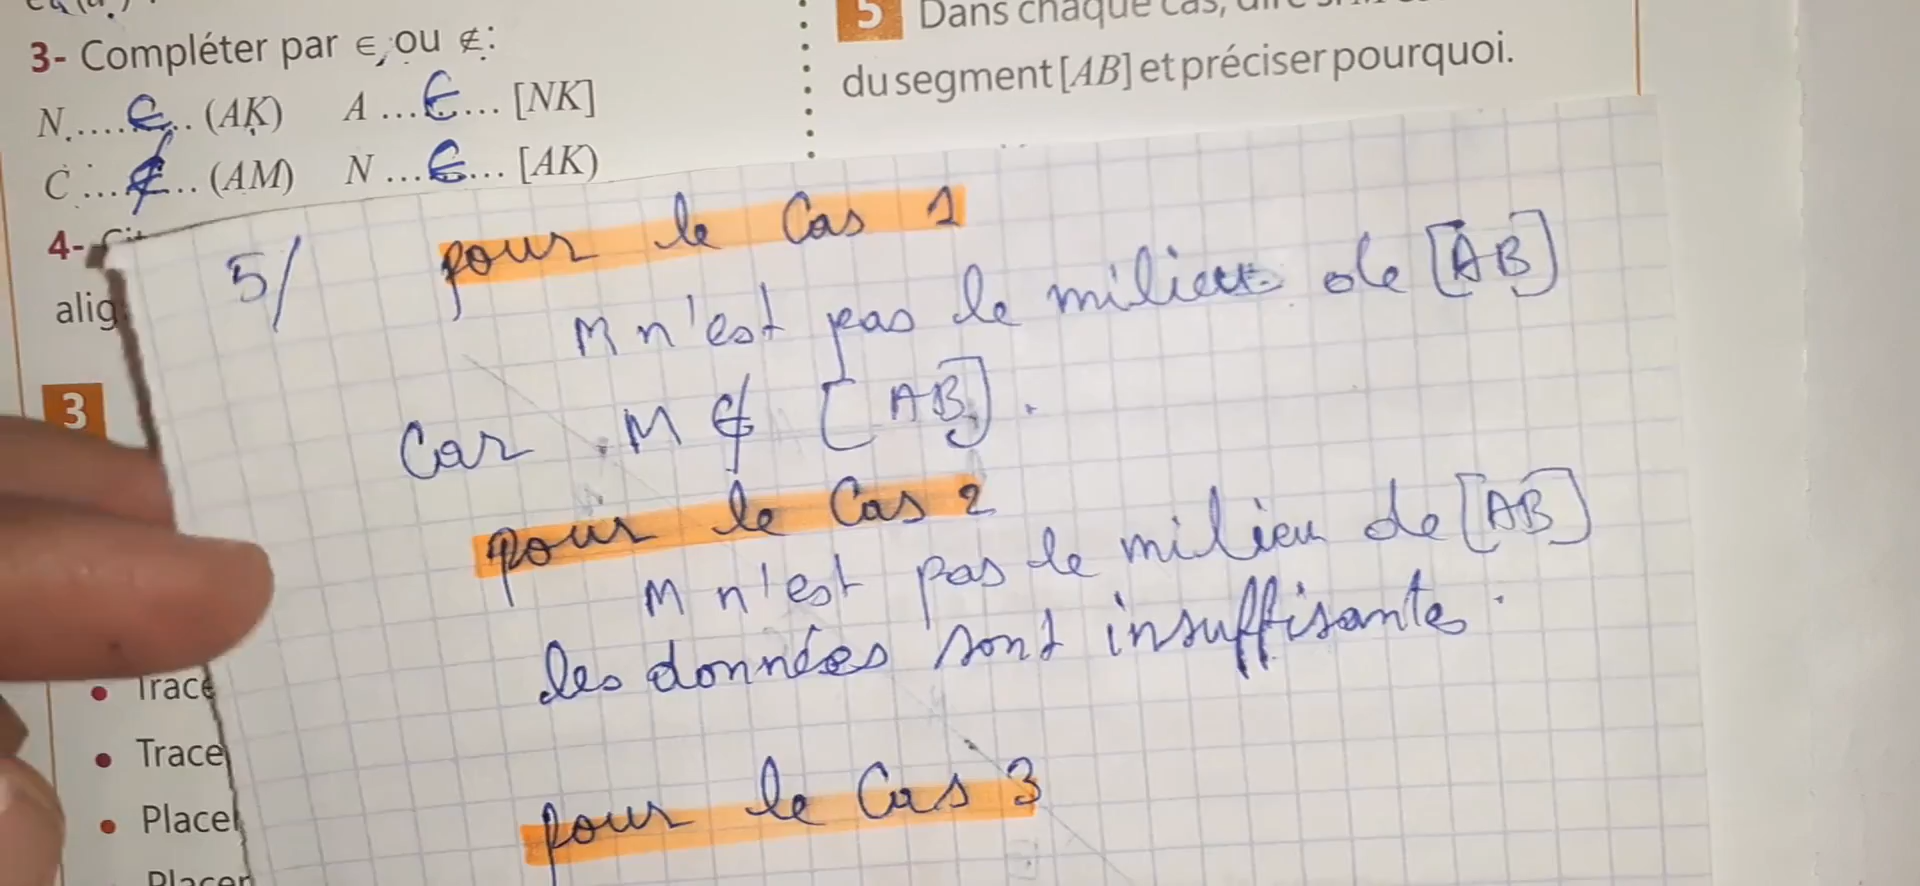 3- Compléter par ∈ ou ∉:
N.....∈... (AK) A ...∈... [NK]
C ...∉... (AM) N ...∈... [AK)
4-
alig
3
Trace
Trace
Place
Placer
5 Dans chaque cas,
du segment [AB] et préciser pourquoi.
5/ pour le Cas 1
M n'est pas le milieu de [AB]
Car M ∉ [AB].
pour le Cas 2
M n'est pas le milieu de [AB]
les données sont insuffisantes.
pour le Cas 3